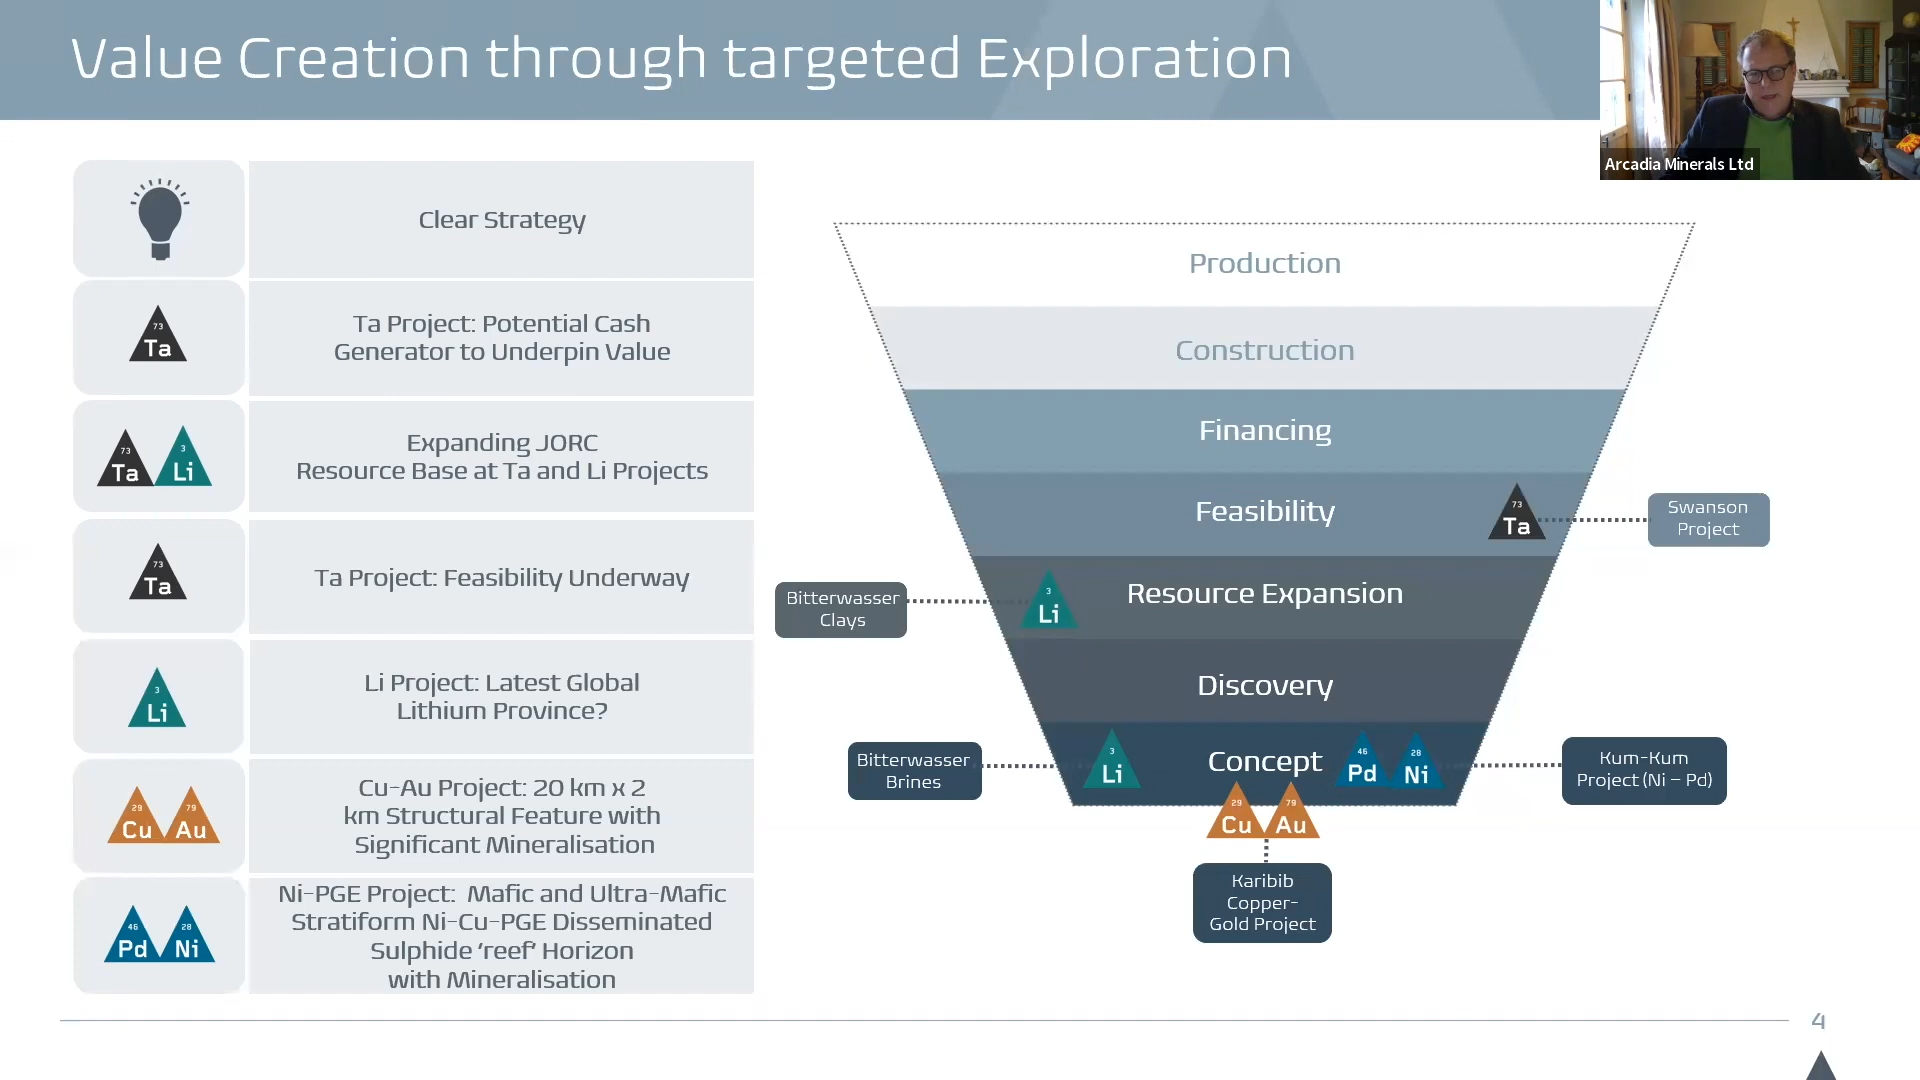 Value Creation through targeted Exploration
Arcadia Minerals Ltd
Clear Strategy
73
Ta
Ta Project: Potential Cash
Generator to Underpin Value
73
Ta
3
Li
Expanding JORC
Resource Base at Ta and Li Projects
73
Ta
Ta Project: Feasibility Underway
3
Li
Li Project: Latest Global
Lithium Province?
29
Cu
79
Au
Cu-Au Project: 20 km x 2
km Structural Feature with
Significant Mineralisation
46
Pd
28
Ni
Ni-PGE Project: Mafic and Ultra-Mafic
Stratiform Ni-Cu-PGE Disseminated
Sulphide ‘reef’ Horizon
with Mineralisation
Production
Construction
Financing
Feasibility
73
Ta
Swanson
Project
Bitterwasser
Clays
3
Li
Resource Expansion
Discovery
Bitterwasser
Brines
3
Li
Concept
46
Pd
28
Ni
Kum-Kum
Project (Ni – Pd)
29
Cu
79
Au
Karibib
Copper-
Gold Project
4